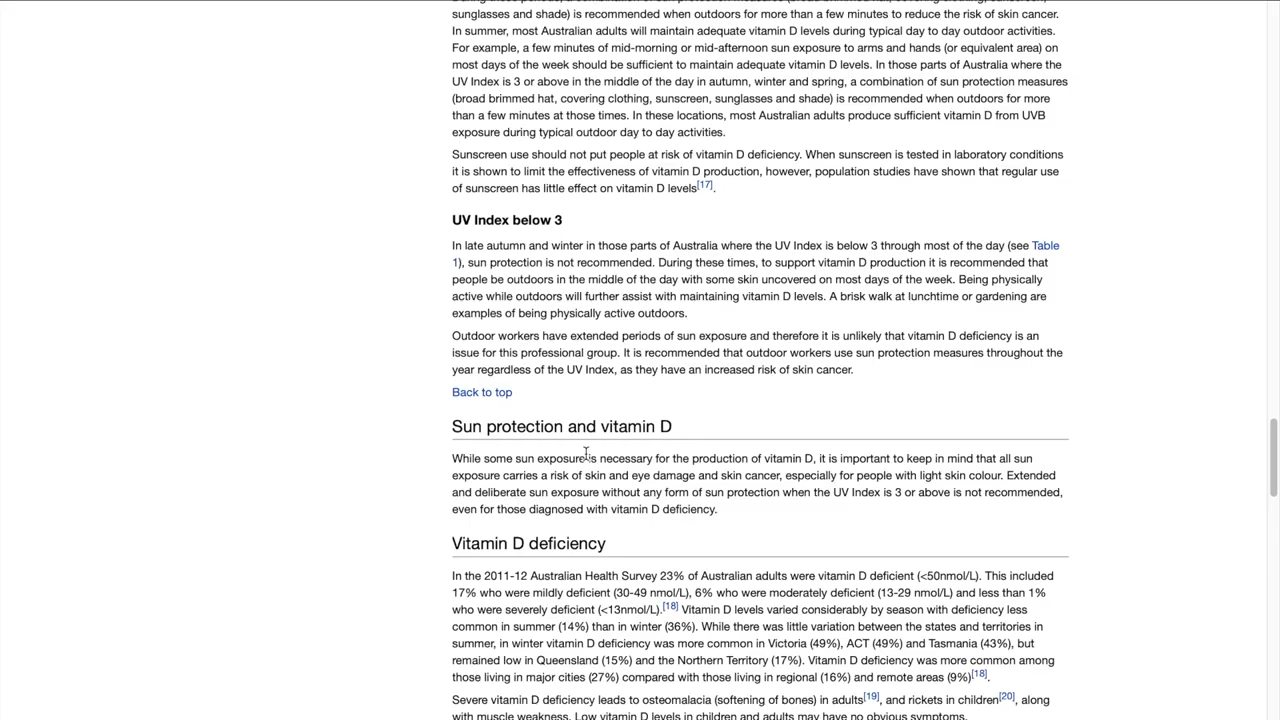 sunglasses and shade) is recommended when outdoors for more than a few minutes to reduce the risk of skin cancer.
In summer, most Australian adults will maintain adequate vitamin D levels during typical day to day outdoor activities.
For example, a few minutes of mid-morning or mid-afternoon sun exposure to arms and hands (or equivalent area) on
most days of the week should be sufficient to maintain adequate vitamin D levels. In those parts of Australia where the
UV Index is 3 or above in the middle of the day in autumn, winter and spring, a combination of sun protection measures
(broad brimmed hat, covering clothing, sunscreen, sunglasses and shade) is recommended when outdoors for more
than a few minutes at those times. In these locations, most Australian adults produce sufficient vitamin D from UVB
exposure during typical outdoor day to day activities.
Sunscreen use should not put people at risk of vitamin D deficiency. When sunscreen is tested in laboratory conditions
it is shown to limit the effectiveness of vitamin D production, however, population studies have shown that regular use
of sunscreen has little effect on vitamin D levels[17].
UV Index below 3
In late autumn and winter in those parts of Australia where the UV Index is below 3 through most of the day (see Table
1), sun protection is not recommended. During these times, to support vitamin D production it is recommended that
people be outdoors in the middle of the day with some skin uncovered on most days of the week. Being physically
active while outdoors will further assist with maintaining vitamin D levels. A brisk walk at lunchtime or gardening are
examples of being physically active outdoors.
Outdoor workers have extended periods of sun exposure and therefore it is unlikely that vitamin D deficiency is an
issue for this professional group. It is recommended that outdoor workers use sun protection measures throughout the
year regardless of the UV Index, as they have an increased risk of skin cancer.
Back to top
Sun protection and vitamin D
While some sun exposure is necessary for the production of vitamin D, it is important to keep in mind that all sun
exposure carries a risk of skin and eye damage and skin cancer, especially for people with light skin colour. Extended
and deliberate sun exposure without any form of sun protection when the UV Index is 3 or above is not recommended,
even for those diagnosed with vitamin D deficiency.
Vitamin D deficiency
In the 2011-12 Australian Health Survey 23% of Australian adults were vitamin D deficient (<50nmol/L). This included
17% who were mildly deficient (30-49 nmol/L), 6% who were moderately deficient (13-29 nmol/L) and less than 1%
who were severely deficient (<13nmol/L).[18] Vitamin D levels varied considerably by season with deficiency less
common in summer (14%) than in winter (36%). While there was little variation between the states and territories in
summer, in winter vitamin D deficiency was more common in Victoria (49%), ACT (49%) and Tasmania (43%), but
remained low in Queensland (15%) and the Northern Territory (17%). Vitamin D deficiency was more common among
those living in major cities (27%) compared with those living in regional (16%) and remote areas (9%)[18].
Severe vitamin D deficiency leads to osteomalacia (softening of bones) in adults[19], and rickets in children[20], along
with muscle weakness. Low vitamin D levels in children and adults may have no obvious symptoms.